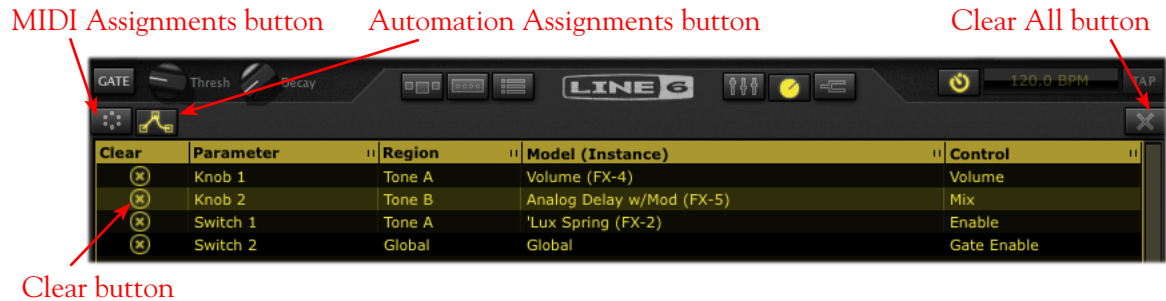 MIDI Assignments button
Automation Assignments button
Clear All button
GATE
Thresh
Decay
LINE 6
120.0 BPM
TAP
Clear Parameter Region Model (Instance) Control
Knob 1 Tone A Volume (FX-4) Volume
Knob 2 Tone B Analog Delay w/Mod (FX-5) Mix
Switch 1 Tone A 'Lux Spring (FX-2) Enable
Switch 2 Global Global Gate Enable
Clear button